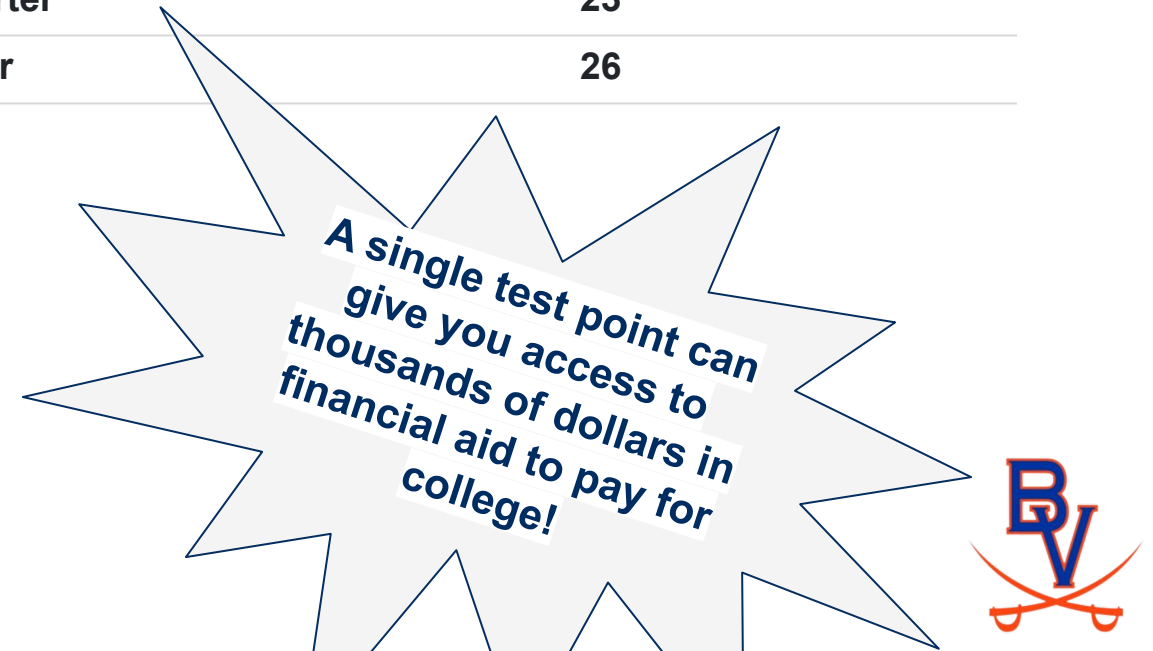 26
A single test point can
give you access to
thousands of dollars in
financial aid to pay for
college!
BV